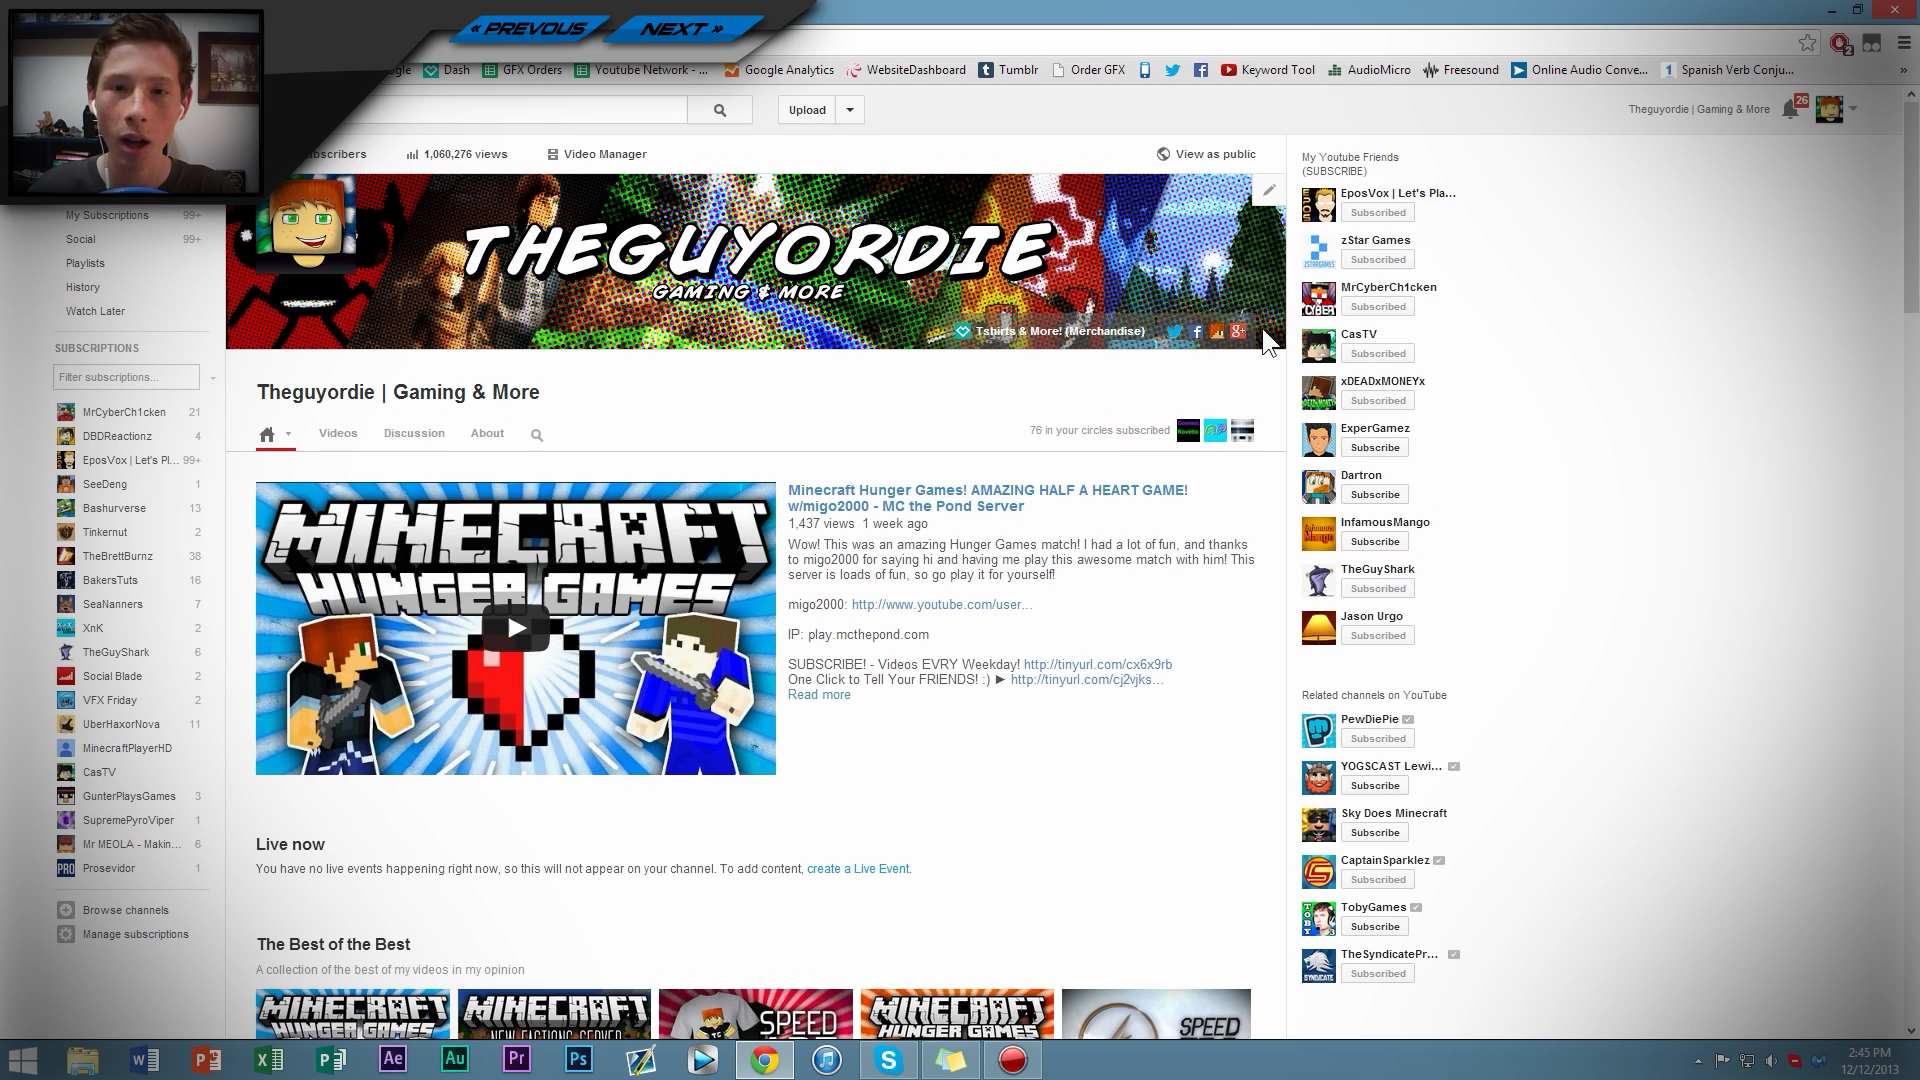 « PREVOUS
NEXT »
Dash
GFX Orders
Youtube Network - ...
Google Analytics
WebsiteDashboard
Tumblr
Order GFX
Keyword Tool
AudioMicro
Freesound
Online Audio Conve...
Spanish Verb Conju...
»
Upload
Theguyordie | Gaming & More
26
1,060,276 views
Video Manager
View as public
My Subscriptions 99+
Social 99+
Playlists
History
Watch Later
SUBSCRIPTIONS
Filter subscriptions...
MrCyberCh1cken 21
DBDReactionz 4
EposVox | Let's Pl... 99+
SeeDeng 1
Bashurverse 13
Tinkernut 2
TheBrettBurnz 38
BakersTuts 16
SeaNanners 7
XnK 2
TheGuyShark 6
Social Blade 2
VFX Friday 2
UberHaxorNova 11
MinecraftPlayerHD
CasTV
GunterPlaysGames 3
SupremePyroViper 1
Mr MEOLA - Makin... 6
Prosevidor 1
Browse channels
Manage subscriptions
THEGUYORDIE
GAMING & MORE
Tshirts & More! (Merchandise)
Theguyordie | Gaming & More
Videos
Discussion
About
76 in your circles subscribed
MINECRAFT
HUNGER GAMES
Minecraft Hunger Games! AMAZING HALF A HEART GAME!
w/migo2000 - MC the Pond Server
1,437 views 1 week ago
Wow! This was an amazing Hunger Games match! I had a lot of fun, and thanks
to migo2000 for saying hi and having me play this awesome match with him! This
server is loads of fun, so go play it for yourself!
migo2000: http://www.youtube.com/user...
IP: play.mcthepond.com
SUBSCRIBE! - Videos EVRY Weekday! http://tinyurl.com/cx6x9rb
One Click to Tell Your FRIENDS! :) ► http://tinyurl.com/cj2vjks...
Read more
Live now
You have no live events happening right now, so this will not appear on your channel. To add content, create a Live Event.
The Best of the Best
A collection of the best of my videos in my opinion
MINECRAFT
HUNGER GAMES
MINECRAFT
NEW FACTIONS SERVER
SPEED
MINECRAFT
HUNGER GAMES
SPEED
My Youtube Friends
(SUBSCRIBE)
EposVox | Let's Pla...
Subscribed
zStar Games
Subscribed
MrCyberCh1cken
Subscribed
CasTV
Subscribed
xDEADxMONEYx
Subscribed
ExperGamez
Subscribe
Dartron
Subscribe
InfamousMango
Subscribe
TheGuyShark
Subscribed
Jason Urgo
Subscribed
Related channels on YouTube
PewDiePie
Subscribed
YOGSCAST Lewi...
Subscribe
Sky Does Minecraft
Subscribe
CaptainSparklez
Subscribed
TobyGames
Subscribe
TheSyndicatePr...
Subscribed
Ae
Au
Pr
Ps
2:45 PM
12/12/2013